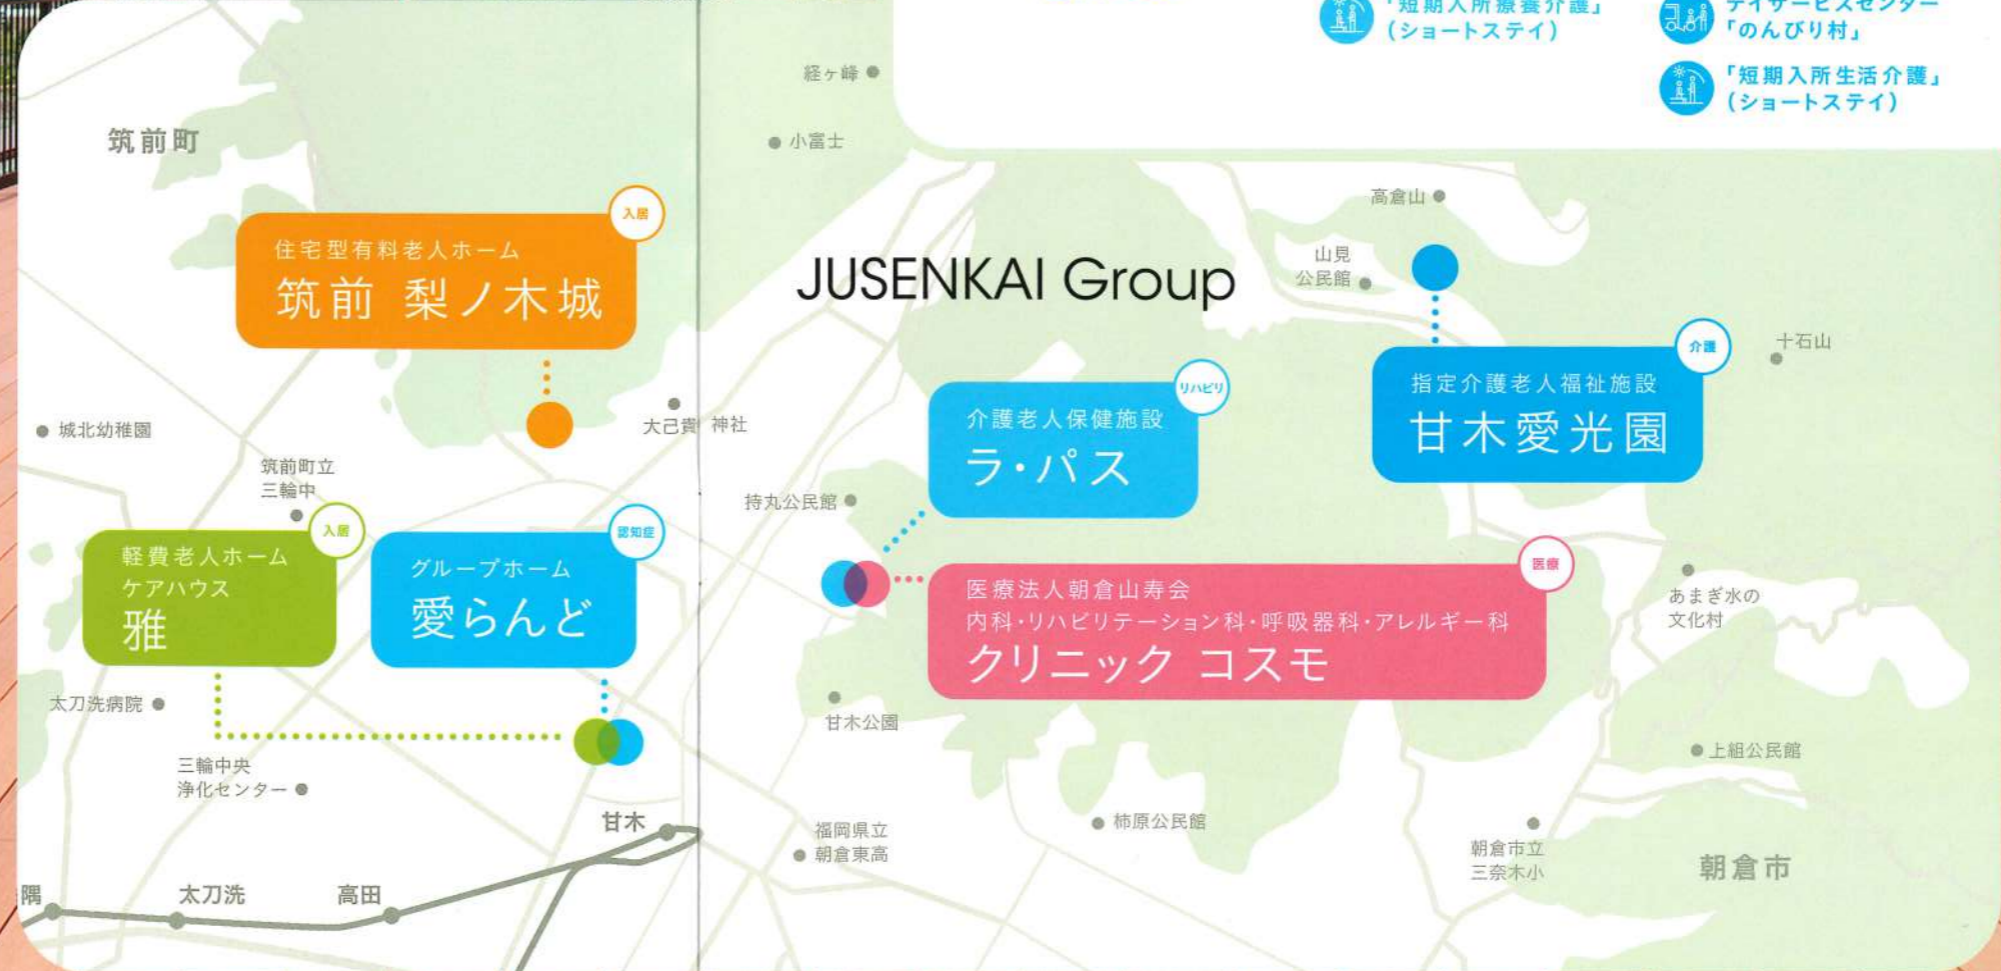 「短期入所療養介護」
(ショートステイ)
デイサービスセンター
「のんびり村」
「短期入所生活介護」
(ショートステイ)
経ヶ峰
小富士
筑前町
高倉山
入居
住宅型有料老人ホーム
筑前 梨ノ木城
JUSENKAI Group
山見
公民館
介護
指定介護老人福祉施設
甘木愛光園
十石山
リハビリ
介護老人保健施設
ラ・パス
大己貴 神社
城北幼稚園
筑前町立
三輪中
持丸公民館
入居
軽費老人ホーム
ケアハウス
雅
認知症
グループホーム
愛らんど
医療
医療法人朝倉山寿会
内科・リハビリテーション科・呼吸器科・アレルギー科
クリニック コスモ
あまぎ水の
文化村
太刀洗病院
甘木公園
三輪中央
浄化センター
上組公民館
甘木
福岡県立
朝倉東高
柿原公民館
朝倉市立
三奈木小
朝倉市
隈
太刀洗
高田